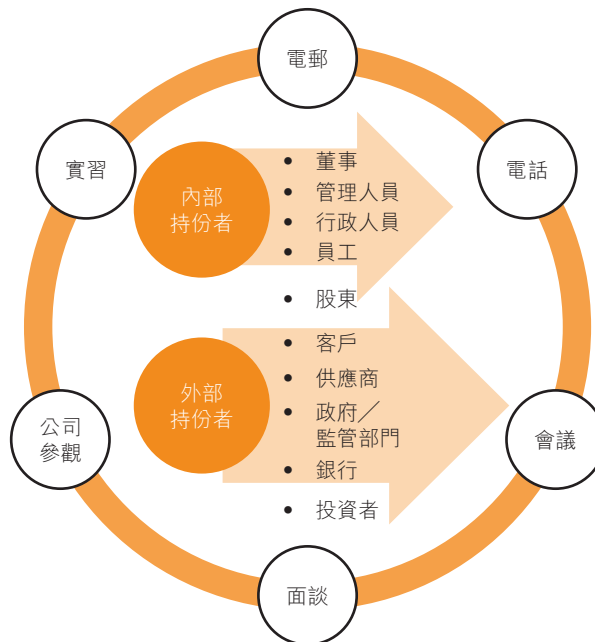 電郵
實習
電話
內部
持份者
• 董事
• 管理人員
• 行政人員
• 員工
• 股東
外部
持份者
• 客戶
• 供應商
• 政府／
監管部門
• 銀行
• 投資者
公司
參觀
會議
面談